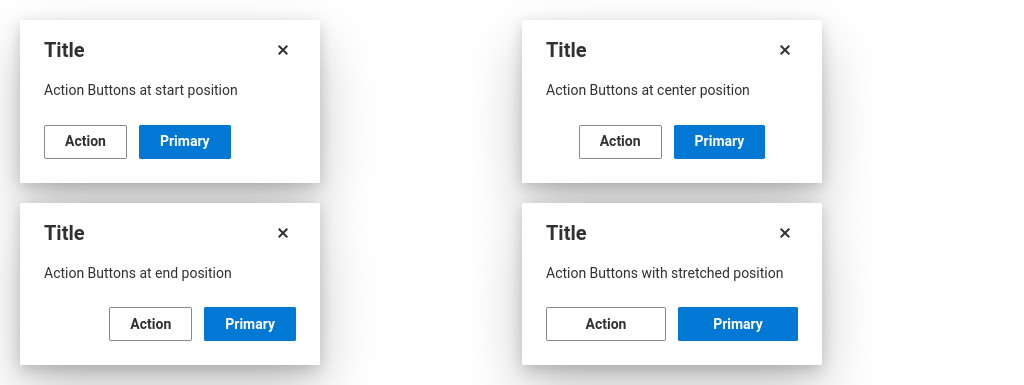 Title ✕
Action Buttons at start position
Action Primary
Title ✕
Action Buttons at center position
Action Primary
Title ✕
Action Buttons at end position
Action Primary
Title ✕
Action Buttons with stretched position
Action Primary